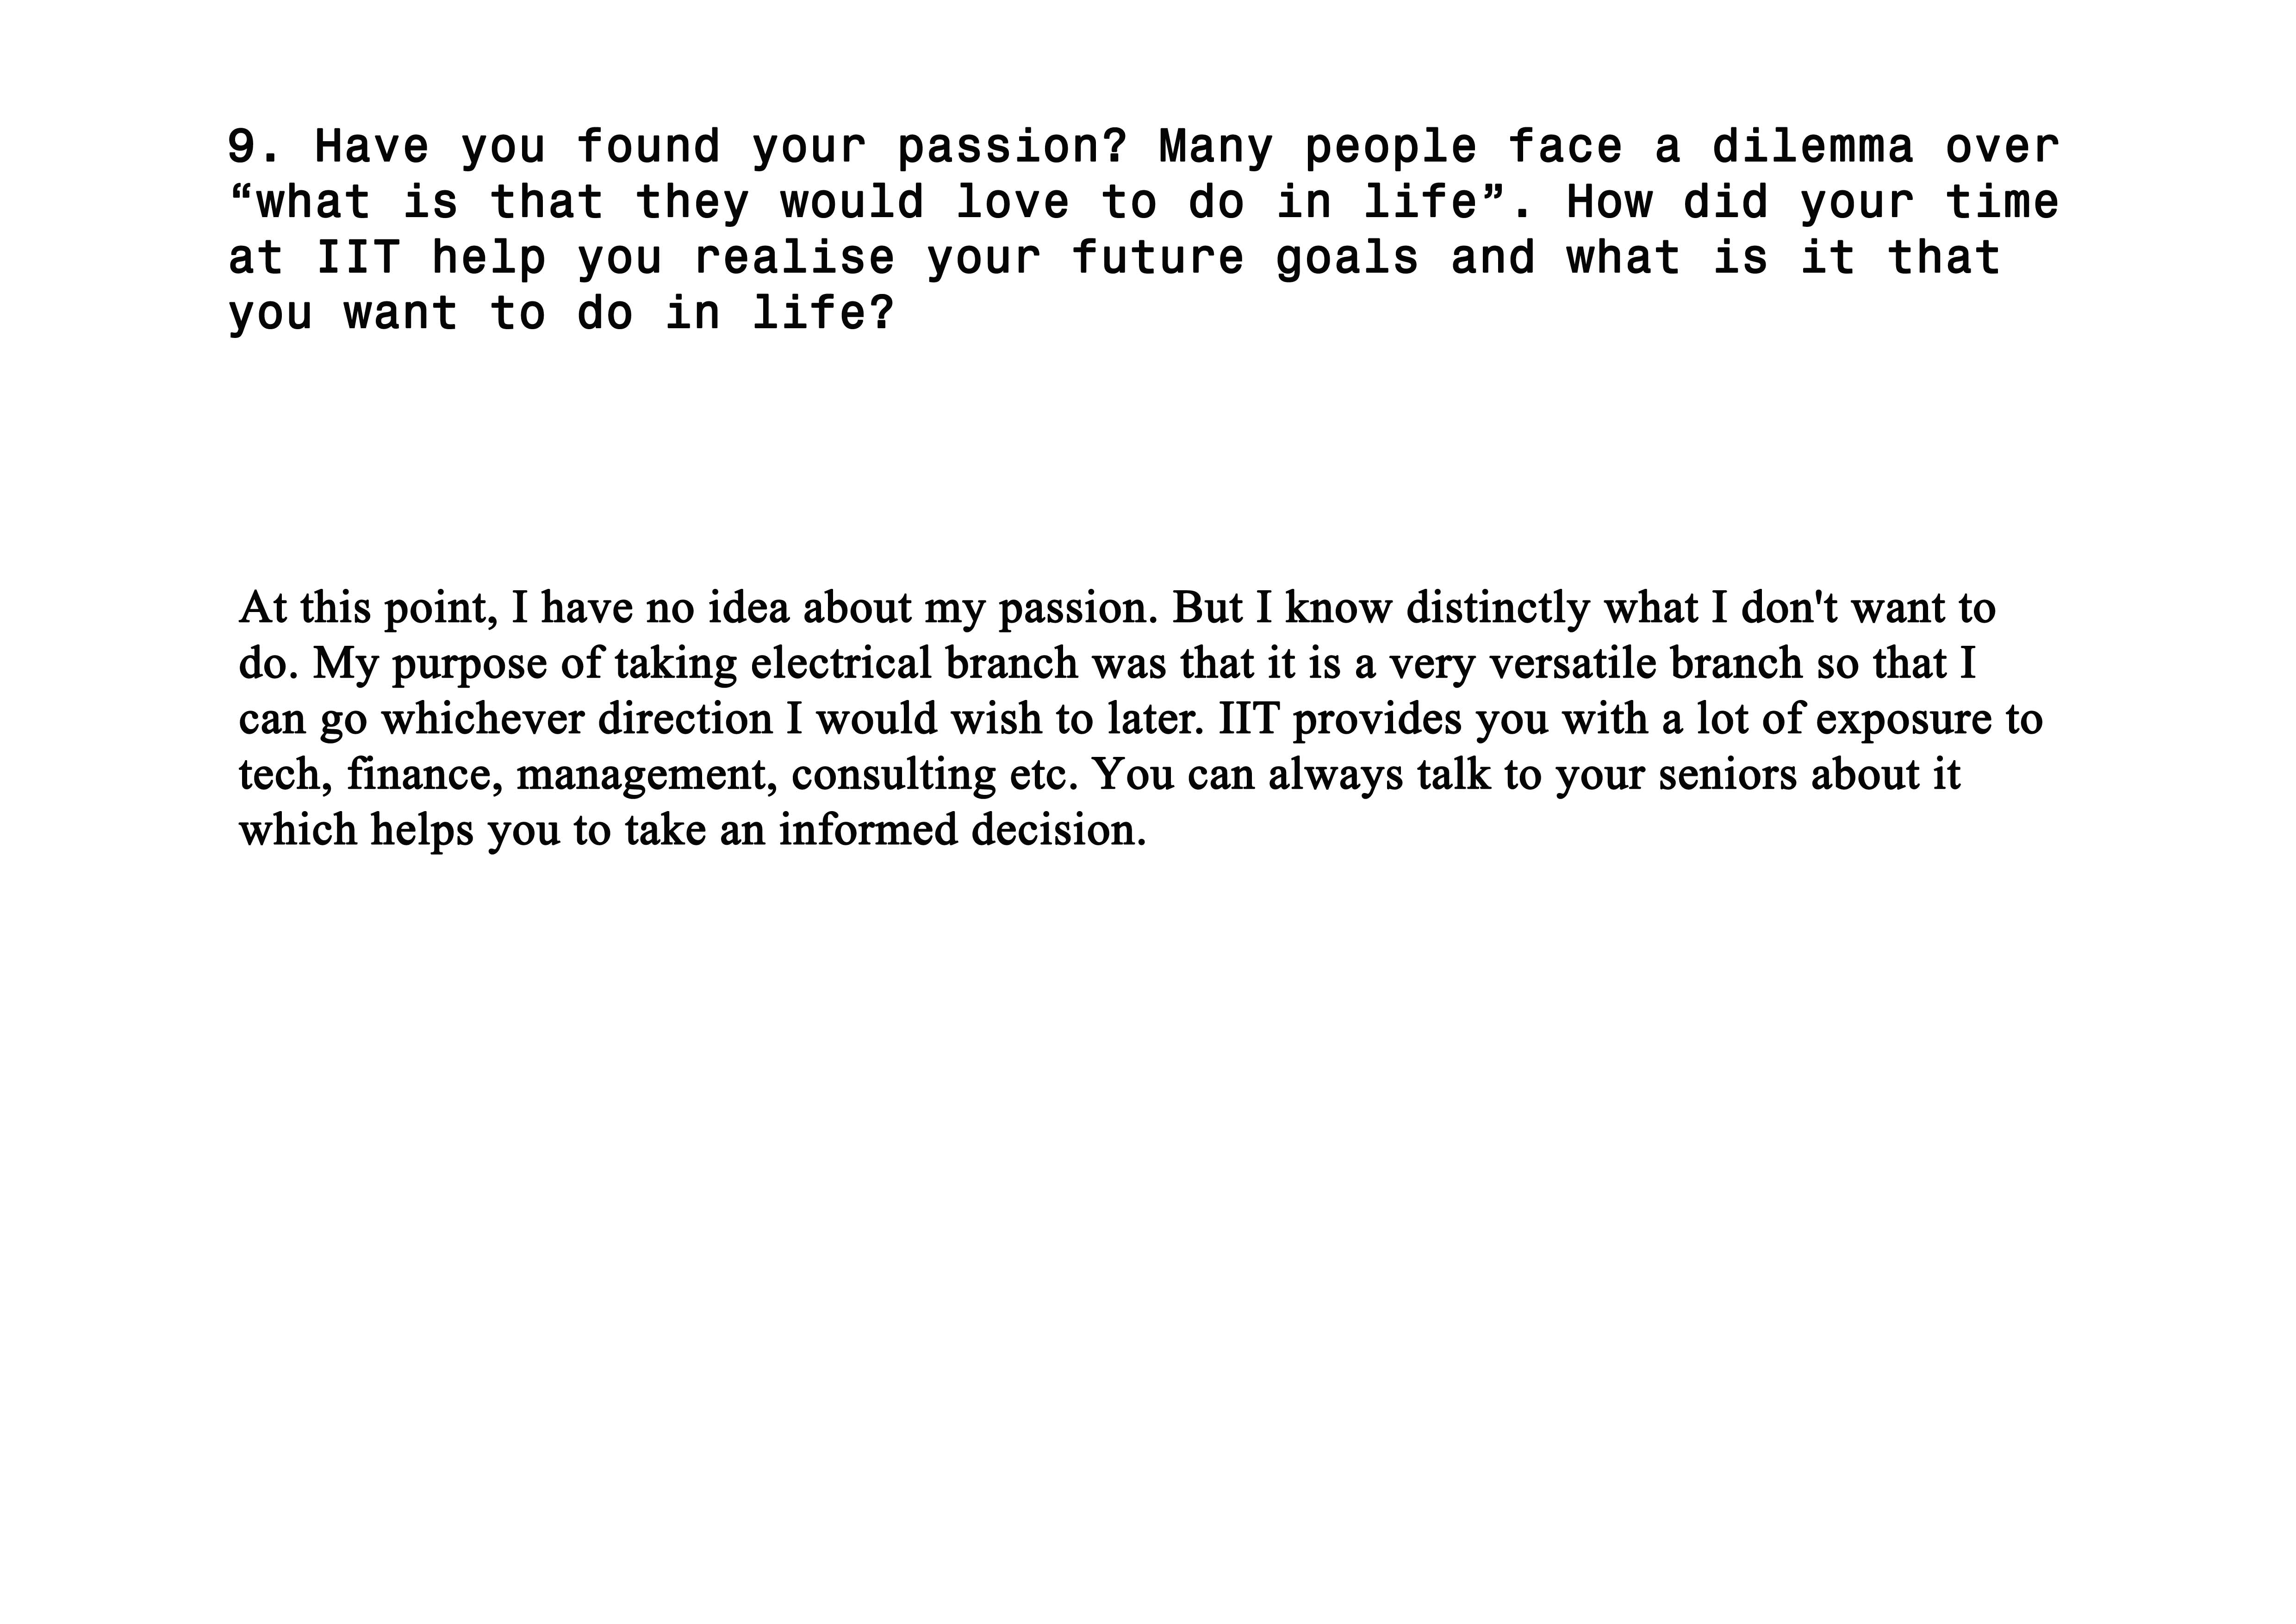 9. Have you found your passion? Many people face a dilemma over
“what is that they would love to do in life”. How did your time
at IIT help you realise your future goals and what is it that
you want to do in life?
At this point, I have no idea about my passion. But I know distinctly what I don't want to
do. My purpose of taking electrical branch was that it is a very versatile branch so that I
can go whichever direction I would wish to later. IIT provides you with a lot of exposure to
tech, finance, management, consulting etc. You can always talk to your seniors about it
which helps you to take an informed decision.